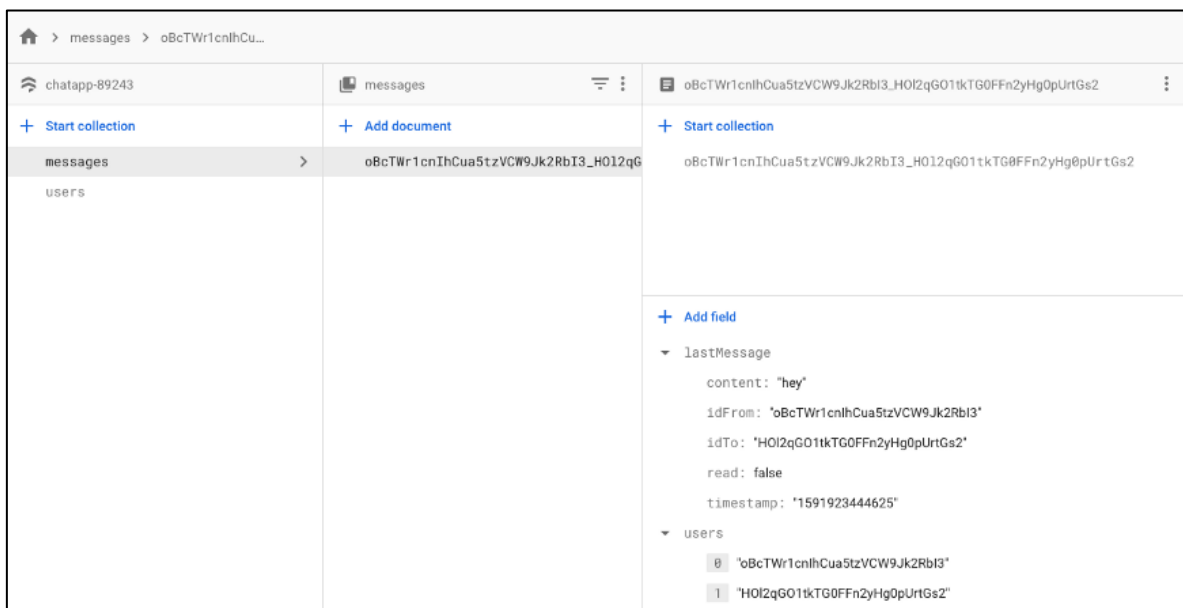 messages > oBcTWr1cnIhCu...
chatapp-89243
+ Start collection
messages >
users
messages
+ Add document
oBcTWr1cnIhCua5tzVCW9Jk2RbI3_HOl2qG
oBcTWr1cnIhCua5tzVCW9Jk2RbI3_HOl2qGO1tkTG0FFn2yHg0pUrtGs2
+ Start collection
oBcTWr1cnIhCua5tzVCW9Jk2RbI3_HOl2qGO1tkTG0FFn2yHg0pUrtGs2
+ Add field
lastMessage
content: "hey"
idFrom: "oBcTWr1cnIhCua5tzVCW9Jk2RbI3"
idTo: "HOl2qGO1tkTG0FFn2yHg0pUrtGs2"
read: false
timestamp: "1591923444625"
users
0 "oBcTWr1cnIhCua5tzVCW9Jk2RbI3"
1 "HOl2qGO1tkTG0FFn2yHg0pUrtGs2"